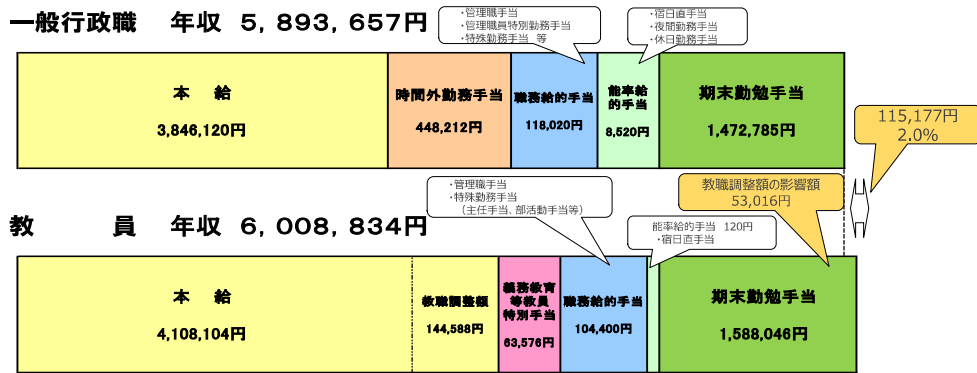 一般行政職　年収 5，893，657円
・管理職手当
・管理職員特別勤務手当
・特殊勤務手当　等
・宿日直手当
・夜間勤務手当
・休日勤務手当
本　給
3,846,120円
時間外勤務手当
448,212円
職務給的手当
118,020円
能率給
的手当
8,520円
期末勤勉手当
1,472,785円
115,177円
2.0%
・管理職手当
・特殊勤務手当
（主任手当、部活動手当等）
教職調整額の影響額
53,016円
能率給的手当　120円
・宿日直手当
教　　員　年収 6，008，834円
本　給
4,108,104円
教職調整額
144,588円
義務教育
等教員
特別手当
63,576円
職務給的手当
104,400円
期末勤勉手当
1,588,046円